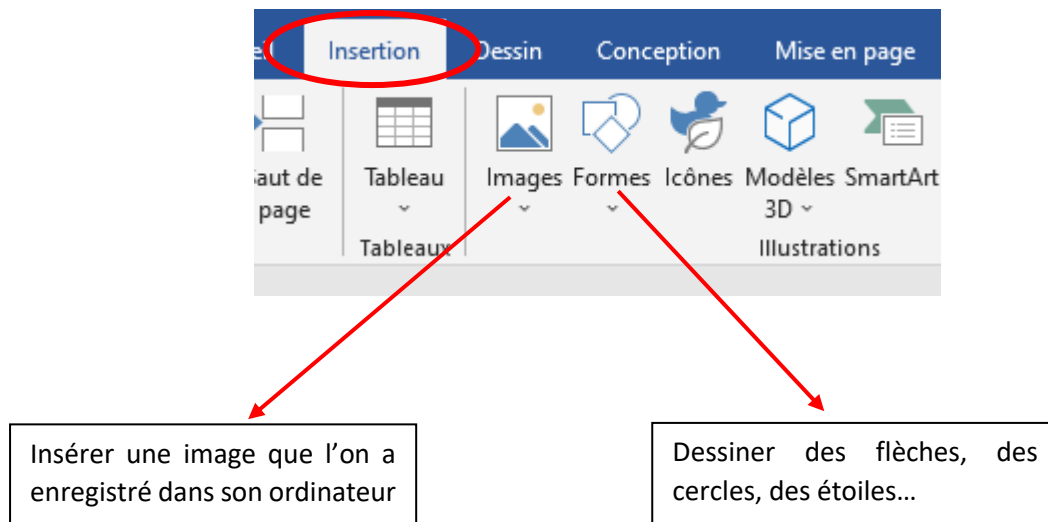 Insertion Dessin Conception Mise en page
Saut de Tableau Images Formes Icônes Modèles SmartArt
page 3D
Tableaux Illustrations
Insérer une image que l’on a
enregistré dans son ordinateur
Dessiner des flèches, des
cercles, des étoiles…